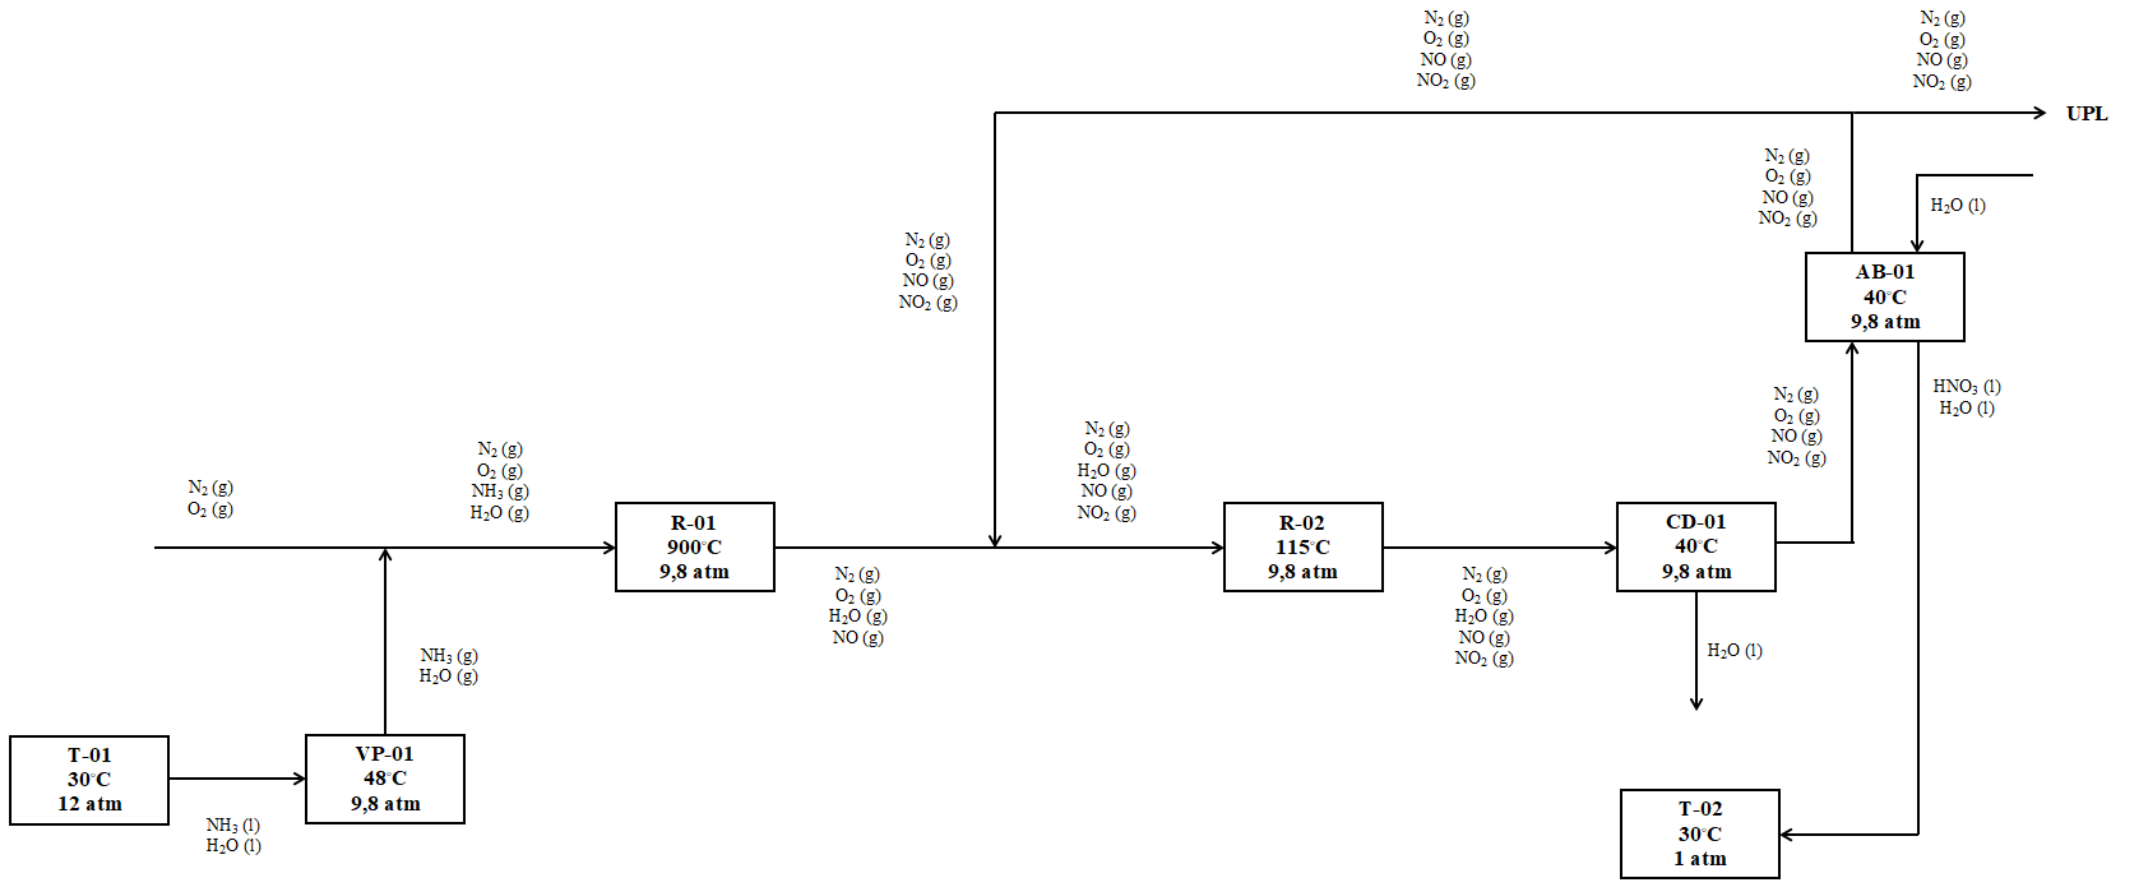 N₂ (g)
O₂ (g)
NO (g)
NO₂ (g)
N₂ (g)
O₂ (g)
NO (g)
NO₂ (g)
UPL
N₂ (g)
O₂ (g)
NO (g)
NO₂ (g)
H₂O (l)
N₂ (g)
O₂ (g)
NO (g)
NO₂ (g)
AB-01
40°C
9,8 atm
N₂ (g)
O₂ (g)
NO (g)
NO₂ (g)
HNO₃ (l)
H₂O (l)
N₂ (g)
O₂ (g)
N₂ (g)
O₂ (g)
NH₃ (g)
H₂O (g)
N₂ (g)
O₂ (g)
H₂O (g)
NO (g)
NO₂ (g)
R-01
900°C
9,8 atm
R-02
115°C
9,8 atm
CD-01
40°C
9,8 atm
N₂ (g)
O₂ (g)
H₂O (g)
NO (g)
N₂ (g)
O₂ (g)
H₂O (g)
NO (g)
NO₂ (g)
NH₃ (g)
H₂O (g)
H₂O (l)
T-01
30°C
12 atm
VP-01
48°C
9,8 atm
NH₃ (l)
H₂O (l)
T-02
30°C
1 atm